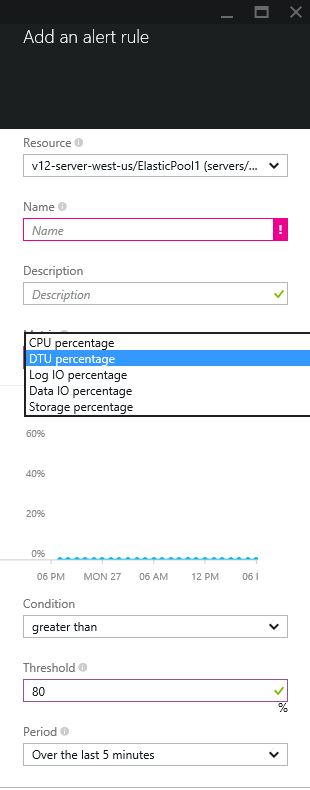 Add an alert rule
Resource
v12-server-west-us/ElasticPool1 (servers/...
Name
Name
!
Description
Description
CPU percentage
DTU percentage
Log IO percentage
Data IO percentage
Storage percentage
60%
40%
20%
0%
06 PM MON 27 06 AM 12 PM
Condition
greater than
Threshold
80
%
Period
Over the last 5 minutes